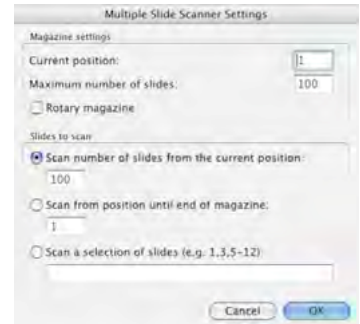 Multiple Slide Scanner Settings
Magazine settings
Current position: 1
Maximum number of slides: 100
Rotary magazine
Slides to scan
Scan number of slides from the current position:
100
Scan from position until end of magazine:
1
Scan a selection of slides (e.g. 1,3,5-12)
Cancel OK